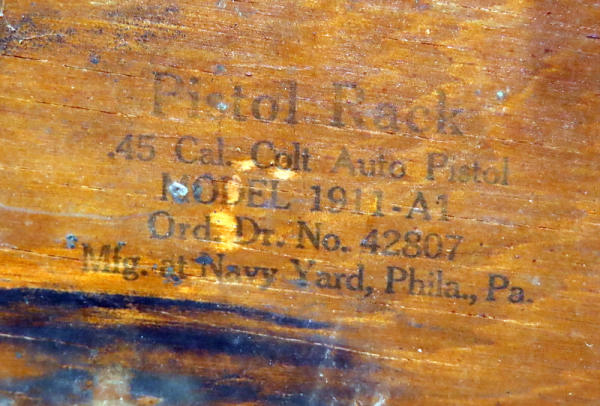 Pistol Rack
.45 Cal. Colt Auto Pistol
MODEL 1911-A1
Ord. Dr. No. 42807
Mfg. at Navy Yard, Phila., Pa.